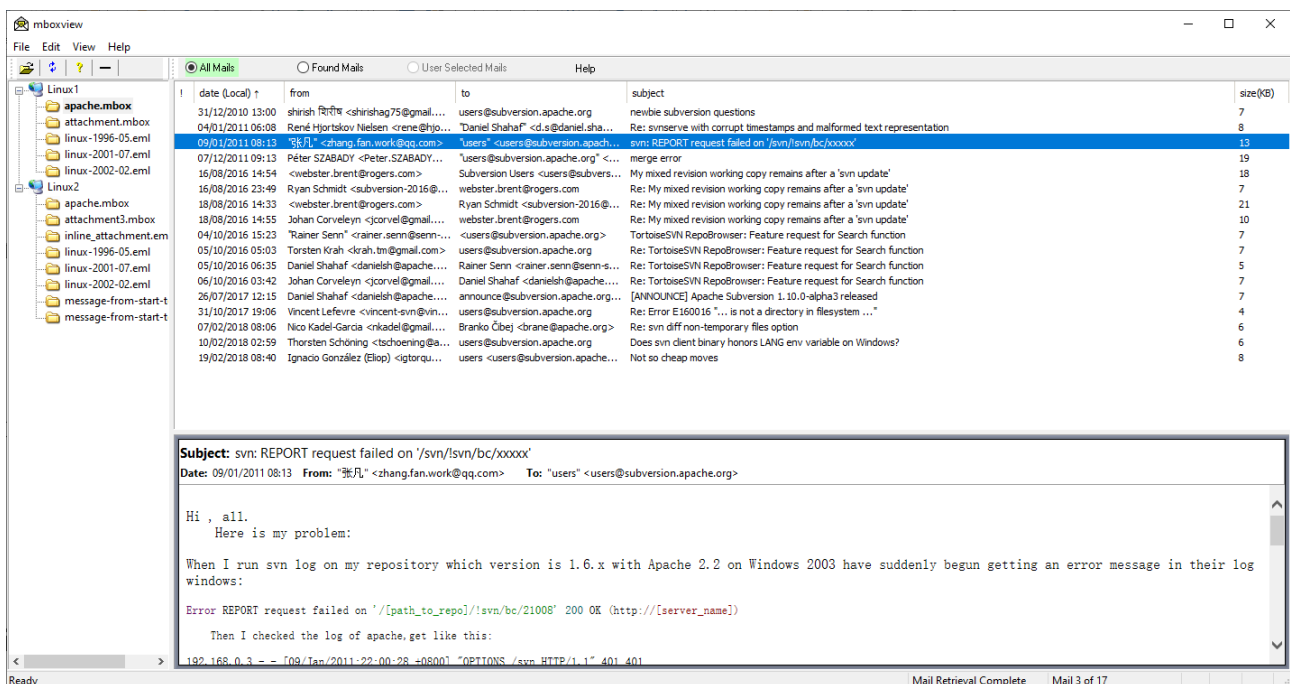 mboxview
File Edit View Help
All Mails Found Mails User Selected Mails Help
Linux1
apache.mbox
attachment.mbox
linux-1996-05.eml
linux-2001-07.eml
linux-2002-02.eml
Linux2
apache.mbox
attachment3.mbox
inline_attachment.em
linux-1996-05.eml
linux-2001-07.eml
linux-2002-02.eml
message-from-start-t
message-from-start-t
! date (Local) ↑ from to subject size(KB)
31/12/2010 13:00 shirish शिरीष <shirishag75@gmail.... users@subversion.apache.org newbie subversion questions 7
04/01/2011 06:08 René Hjortskov Nielsen <rene@hjo... "Daniel Shahaf" <d.s@daniel.sha... Re: svnserve with corrupt timestamps and malformed text representation 8
09/01/2011 08:13 "张凡" <zhang.fan.work@qq.com> "users" <users@subversion.apach... svn: REPORT request failed on '/svn/!svn/bc/xxxxx' 13
07/12/2011 09:13 Péter SZABADY <Peter.SZABADY... "users@subversion.apache.org" <... merge error 19
16/08/2016 14:54 <webster.brent@rogers.com> Subversion Users <users@subvers... My mixed revision working copy remains after a 'svn update' 18
16/08/2016 23:49 Ryan Schmidt <subversion-2016@... webster.brent@rogers.com Re: My mixed revision working copy remains after a 'svn update' 7
18/08/2016 14:33 <webster.brent@rogers.com> Ryan Schmidt <subversion-2016@... Re: My mixed revision working copy remains after a 'svn update' 21
18/08/2016 14:55 Johan Corveleyn <jcorvel@gmail.... webster.brent@rogers.com Re: My mixed revision working copy remains after a 'svn update' 10
04/10/2016 15:23 "Rainer Senn" <rainer.senn@senn-... <users@subversion.apache.org> TortoiseSVN RepoBrowser: Feature request for Search function 7
05/10/2016 05:03 Torsten Krah <krah.tm@gmail.com> users@subversion.apache.org Re: TortoiseSVN RepoBrowser: Feature request for Search function 7
05/10/2016 06:35 Daniel Shahaf <danielsh@apache.... Rainer Senn <rainer.senn@senn-s... Re: TortoiseSVN RepoBrowser: Feature request for Search function 5
06/10/2016 03:42 Johan Corveleyn <jcorvel@gmail.... Daniel Shahaf <danielsh@apache.... Re: TortoiseSVN RepoBrowser: Feature request for Search function 7
26/07/2017 12:15 Daniel Shahaf <danielsh@apache.... announce@subversion.apache.org... [ANNOUNCE] Apache Subversion 1.10.0-alpha3 released 7
31/10/2017 19:06 Vincent Lefevre <vincent-svn@vin... users@subversion.apache.org Re: Error E160016 "... is not a directory in filesystem ..." 4
07/02/2018 08:06 Nico Kadel-Garcia <nkadel@gmail.... Branko Čibej <brane@apache.org> Re: svn diff non-temporary files option 6
10/02/2018 02:59 Thorsten Schöning <tschoening@a... users@subversion.apache.org Does svn client binary honors LANG env variable on Windows? 6
19/02/2018 08:40 Ignacio González (Eliop) <igtorqu... users <users@subversion.apache... Not so cheap moves 8
Subject: svn: REPORT request failed on '/svn/!svn/bc/xxxxx'
Date: 09/01/2011 08:13 From: "张凡" <zhang.fan.work@qq.com> To: "users" <users@subversion.apache.org>
Hi , all.
Here is my problem:
When I run svn log on my repository which version is 1.6.x with Apache 2.2 on Windows 2003 have suddenly begun getting an error message in their log
windows:
Error REPORT request failed on '/[path_to_repo]/!svn/bc/21008' 200 OK (http://[server_name])
Then I checked the log of apache,get like this:
192.168.0.3 - - [09/Jan/2011:22:00:28 +0800] "OPTIONS /svn HTTP/1.1" 401 401
Ready Mail Retrieval Complete Mail 3 of 17